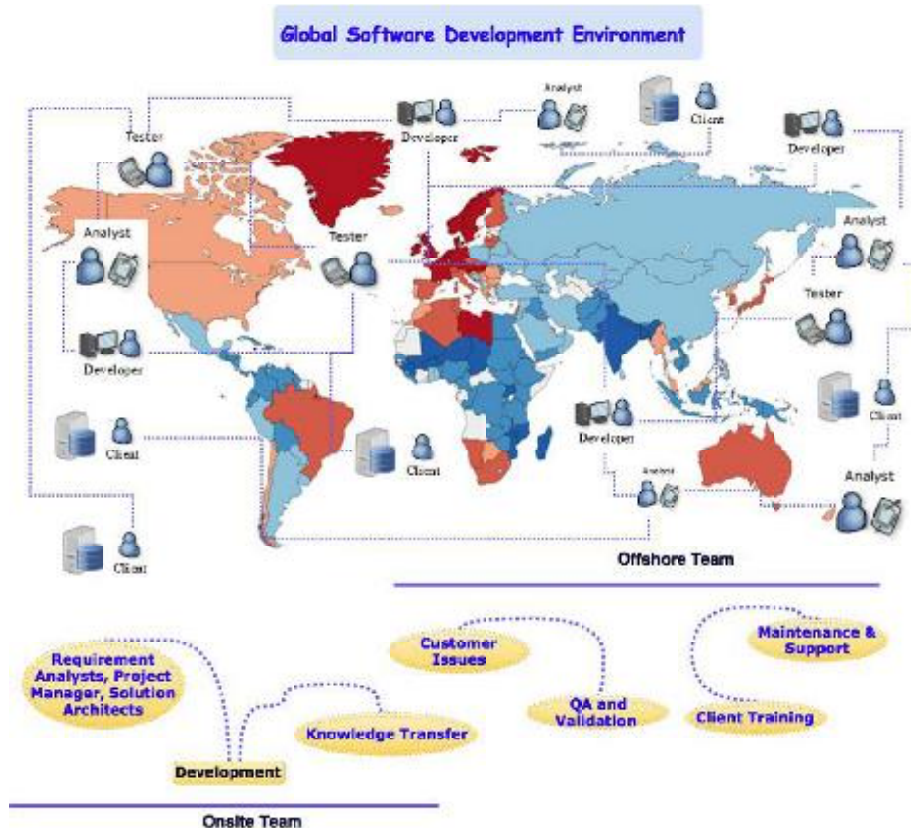 Global Software Development Environment
Analyst
Client
Developer
Developer
Tester
Analyst
Tester
Analyst
Tester
Developer
Client
Client
Client
Developer
Analyst
Analyst
Client
Offshore Team
Requirement
Analysts, Project
Manager, Solution
Architects
Customer
Issues
Maintenance &
Support
QA and
Validation
Client Training
Knowledge Transfer
Development
Onsite Team